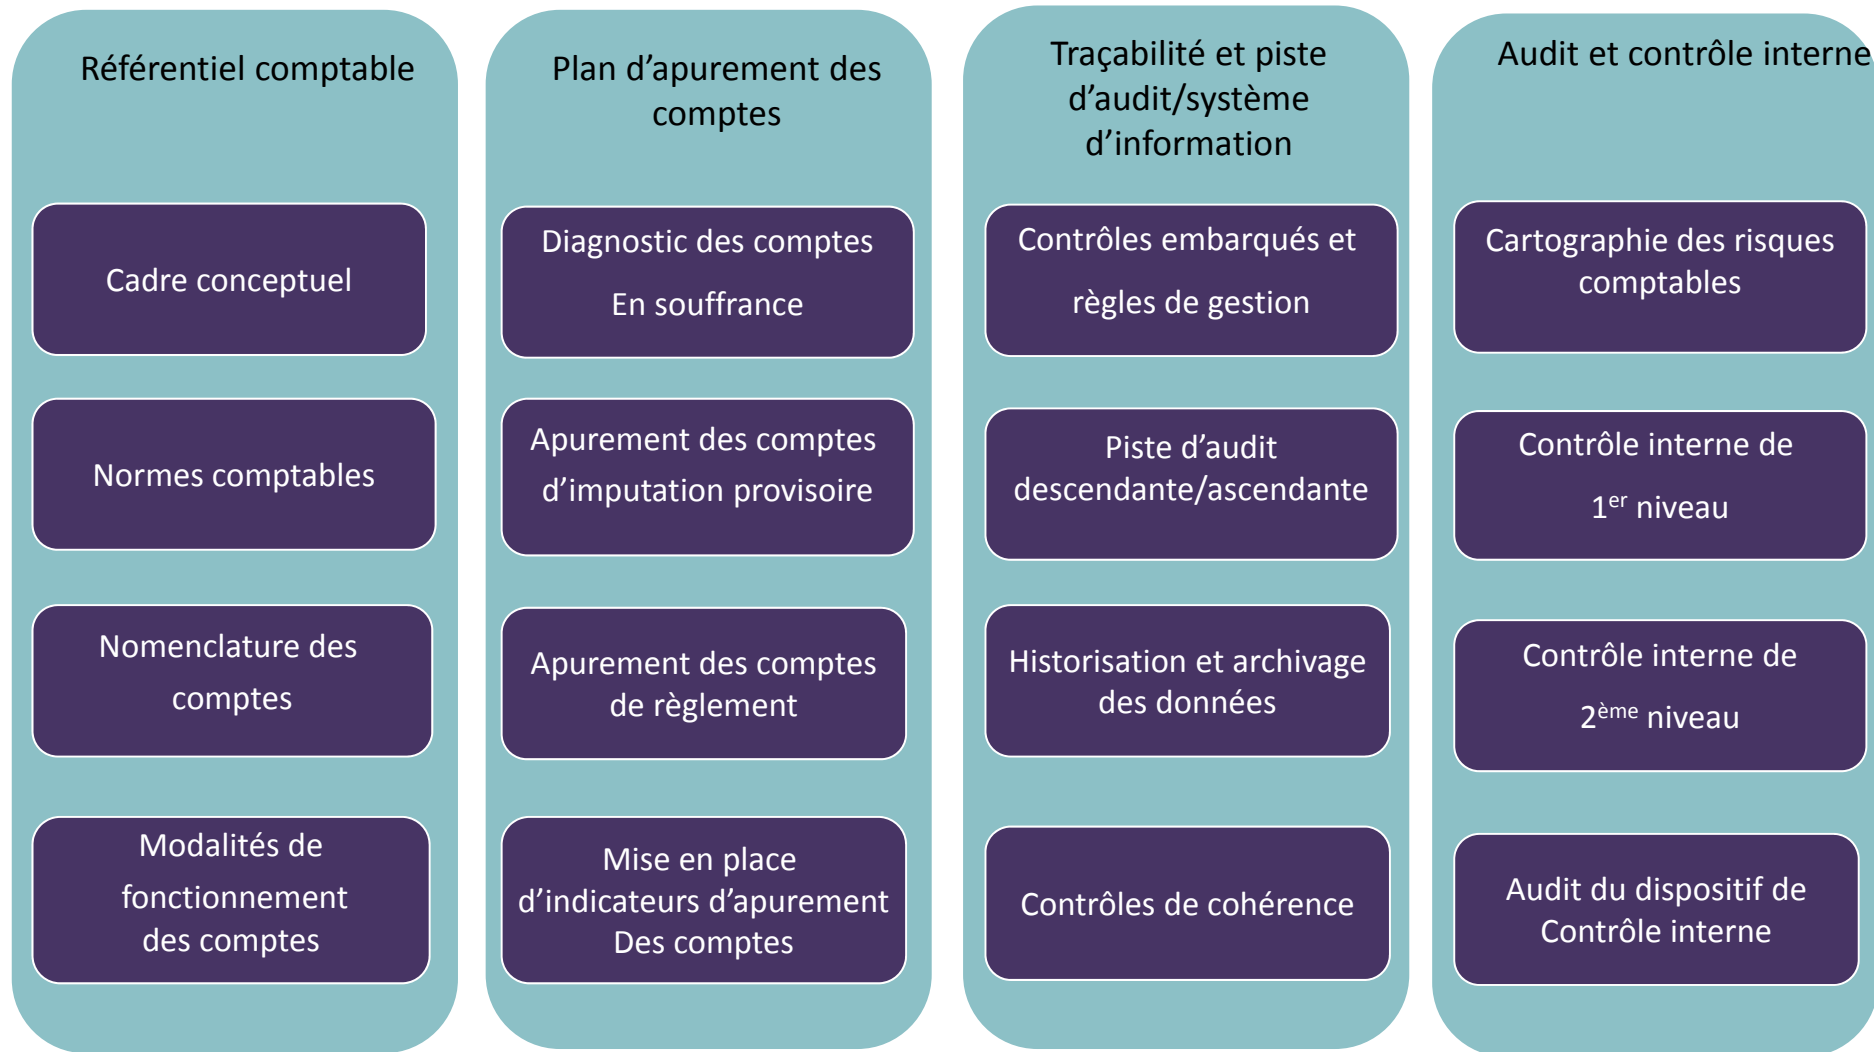 Référentiel comptable
Cadre conceptuel
Normes comptables
Nomenclature des
comptes
Modalités de
fonctionnement
des comptes
Plan d’apurement des
comptes
Diagnostic des comptes
En souffrance
Apurement des comptes
d’imputation provisoire
Apurement des comptes
de règlement
Mise en place
d’indicateurs d’apurement
Des comptes
Traçabilité et piste
d’audit/système
d’information
Contrôles embarqués et
règles de gestion
Piste d’audit
descendante/ascendante
Historisation et archivage
des données
Contrôles de cohérence
Audit et contrôle interne
Cartographie des risques
comptables
Contrôle interne de
1er niveau
Contrôle interne de
2ème niveau
Audit du dispositif de
Contrôle interne